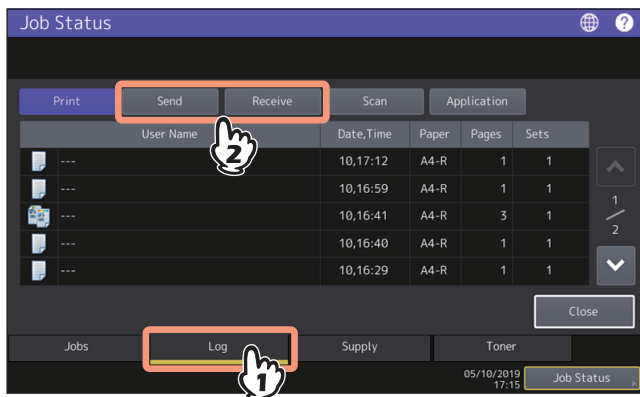 Job Status
?
Print Send Receive Scan Application
User Name Date,Time Paper Pages Sets
2
--- 10,17:12 A4-R 1 1
--- 10,16:59 A4-R 1 1
--- 10,16:41 A4-R 3 1
--- 10,16:40 A4-R 1 1
--- 10,16:29 A4-R 1 1
1
/
2
Close
Jobs Log Supply Toner
1
05/10/2019
17:15
Job Status